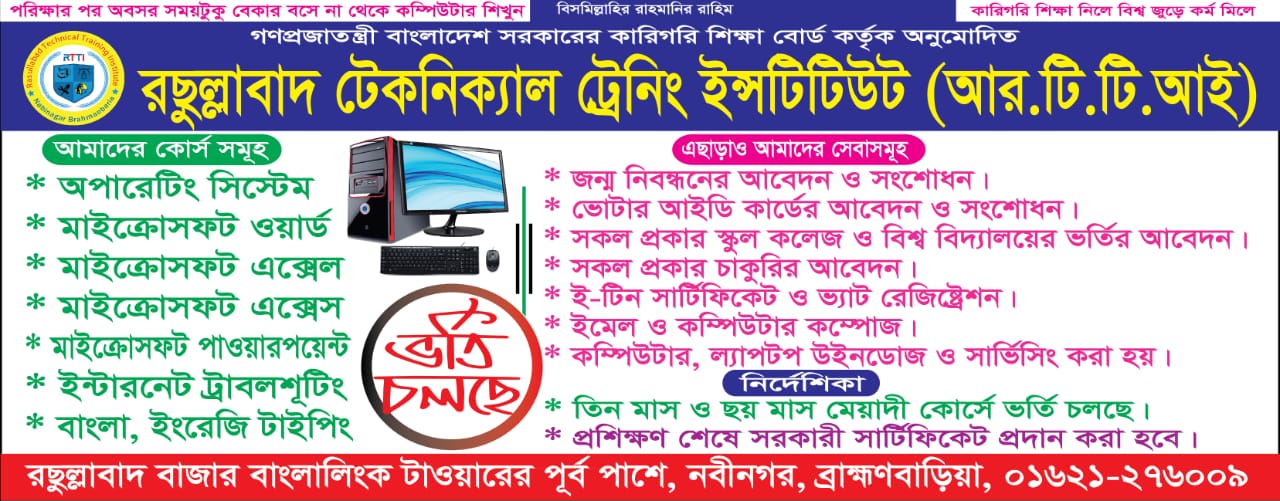 পরিক্ষার পর অবসর সময়টুকু বেকার বসে না থেকে কম্পিউটার শিখুন
বিসমিল্লাহির রাহমানির রাহিম
কারিগরি শিক্ষা নিলে বিশ্ব জুড়ে কর্ম মিলে
গণপ্রজাতন্ত্রী বাংলাদেশ সরকারের কারিগরি শিক্ষা বোর্ড কর্তৃক অনুমোদিত
Rasullabad Technical Training Institute
RTTI
Nabinagar Brahmanbaria
রছুল্লাবাদ টেকনিক্যাল ট্রেনিং ইন্সটিটিউট (আর.টি.টি.আই)
আমাদের কোর্স সমূহ
* অপারেটিং সিস্টেম
* মাইক্রোসফট ওয়ার্ড
* মাইক্রোসফট এক্সেল
* মাইক্রোসফট এক্সেস
* মাইক্রোসফট পাওয়ারপয়েন্ট
* ইন্টারনেট ট্রাবলশূটিং
* বাংলা, ইংরেজি টাইপিং
ভর্তি
চলছে
এছাড়াও আমাদের সেবাসমূহ
* জন্ম নিবন্ধনের আবেদন ও সংশোধন।
* ভোটার আইডি কার্ডের আবেদন ও সংশোধন।
* সকল প্রকার স্কুল কলেজ ও বিশ্ব বিদ্যালয়ের ভর্তির আবেদন।
* সকল প্রকার চাকুরির আবেদন।
* ই-টিন সার্টিফিকেট ও ভ্যাট রেজিষ্ট্রেশন।
* ইমেল ও কম্পিউটার কম্পোজ।
* কম্পিউটার, ল্যাপটপ উইনডোজ ও সার্ভিসিং করা হয়।
নির্দেশিকা
* তিন মাস ও ছয় মাস মেয়াদী কোর্সে ভর্তি চলছে।
* প্রশিক্ষণ শেষে সরকারী সার্টিফিকেট প্রদান করা হবে।
রছুল্লাবাদ বাজার বাংলালিংক টাওয়ারের পূর্ব পাশে, নবীনগর, ব্রাহ্মণবাড়িয়া, ০১৬২১-২৭৬০০৯